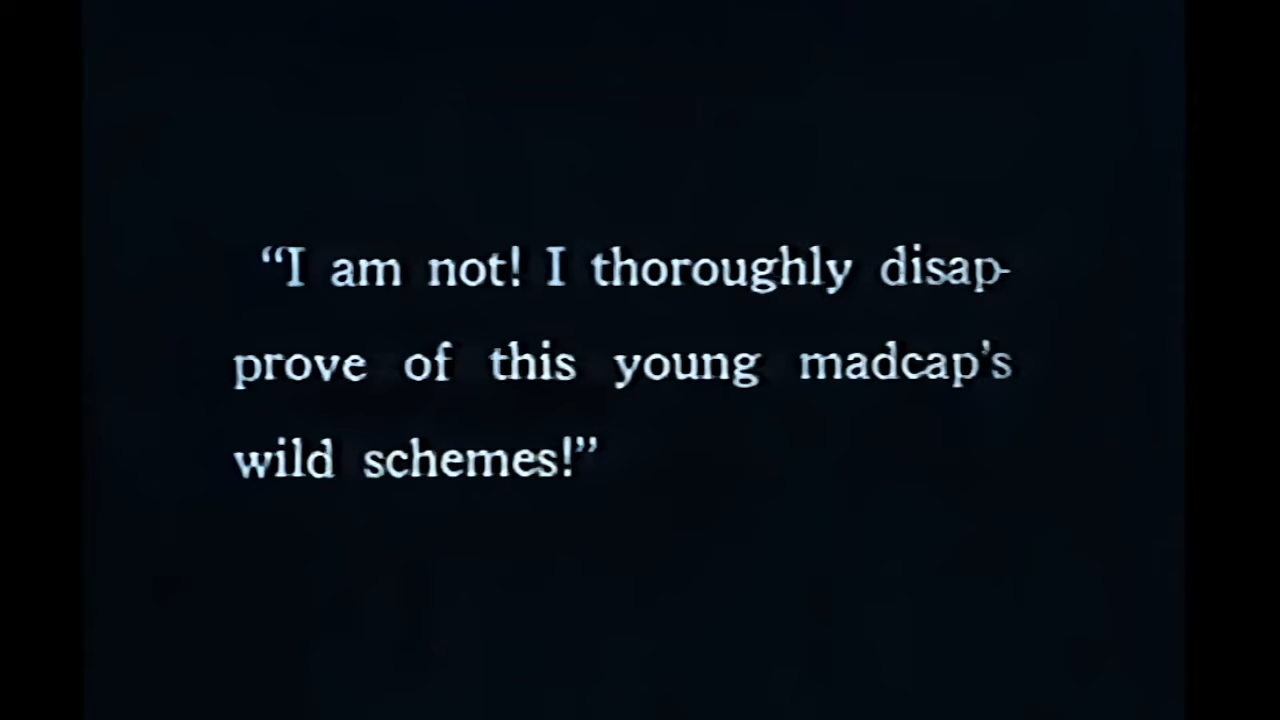 “I am not! I thoroughly disap-
prove of this young madcap’s
wild schemes!”